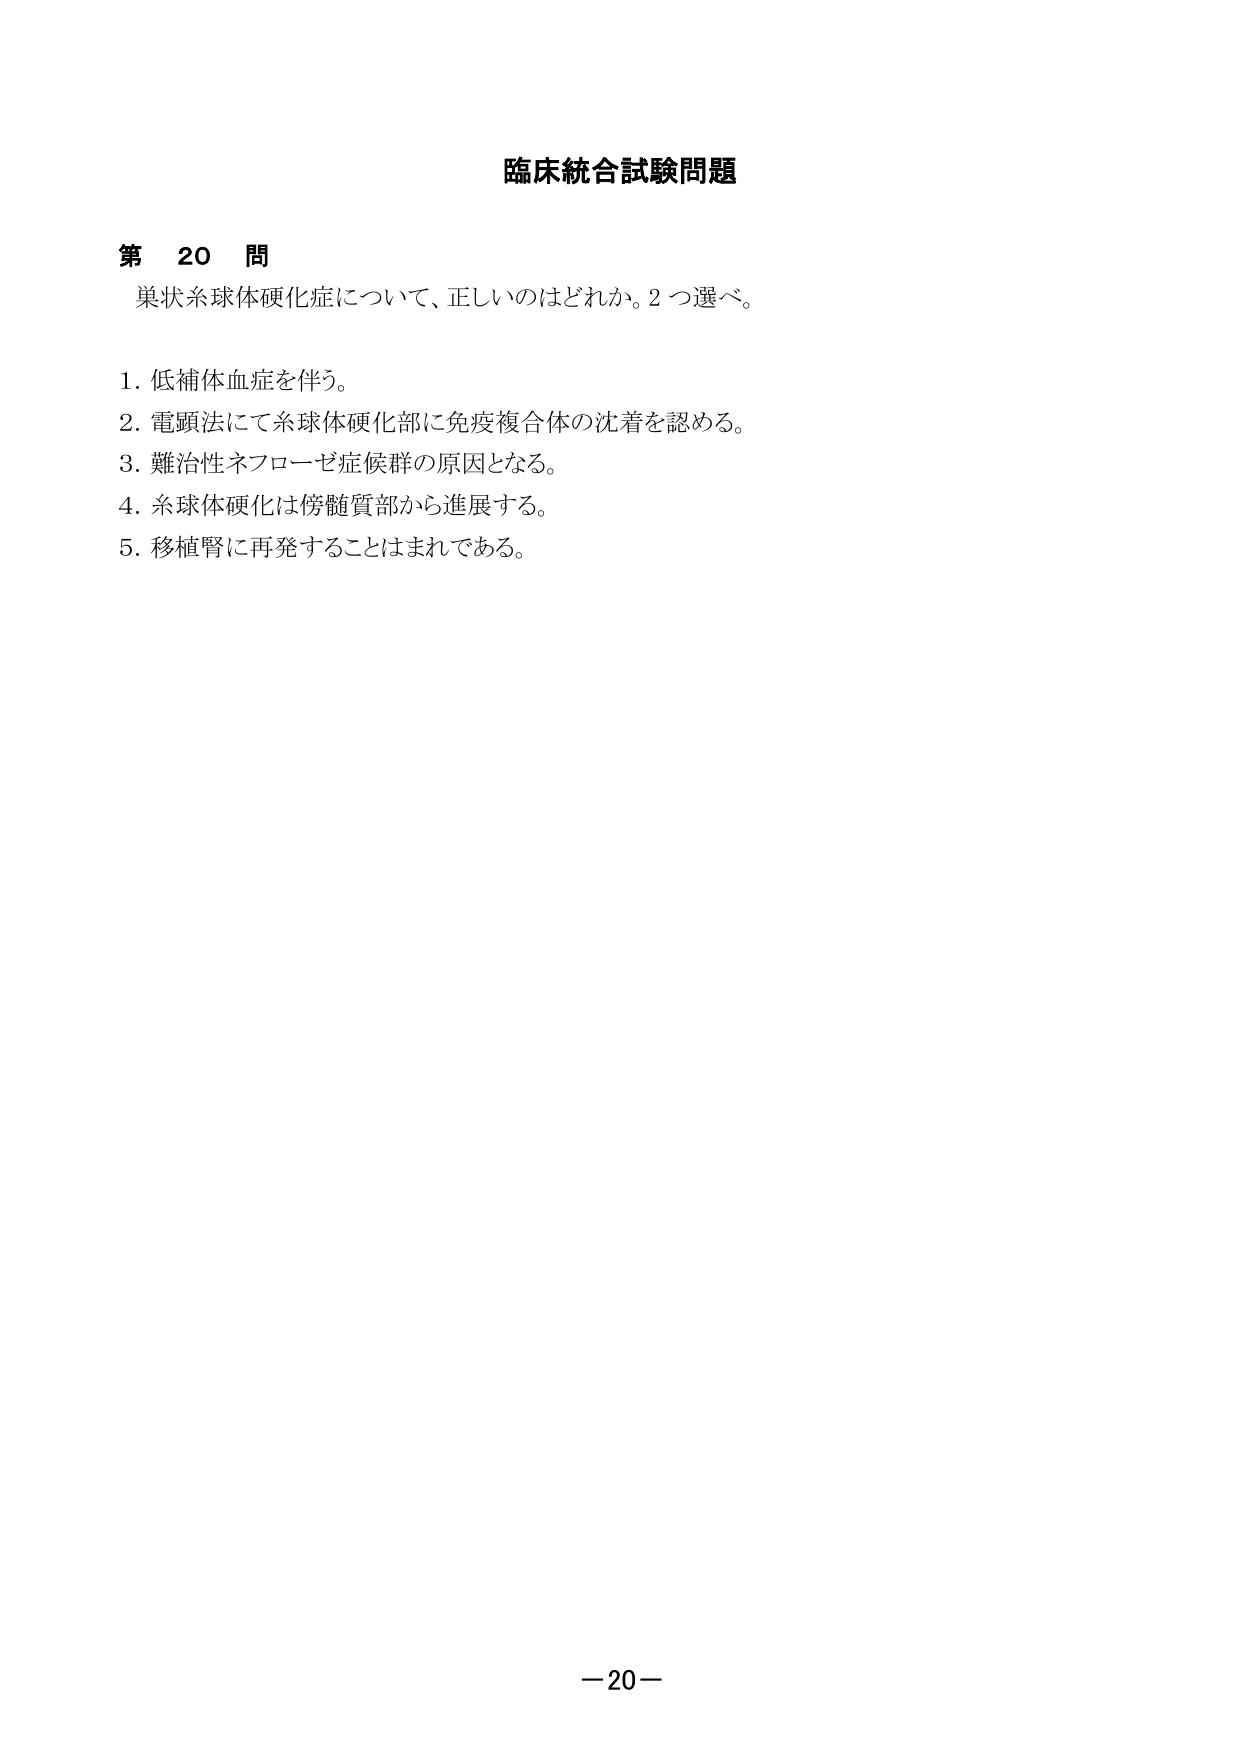 臨床統合試験問題
第　20　問
巣状糸球体硬化症について、正しいのはどれか。2 つ選べ。
1. 低補体血症を伴う。
2. 電顕法にて糸球体硬化部に免疫複合体の沈着を認める。
3. 難治性ネフローゼ症候群の原因となる。
4. 糸球体硬化は傍髄質部から進展する。
5. 移植腎に再発することはまれである。
－20－